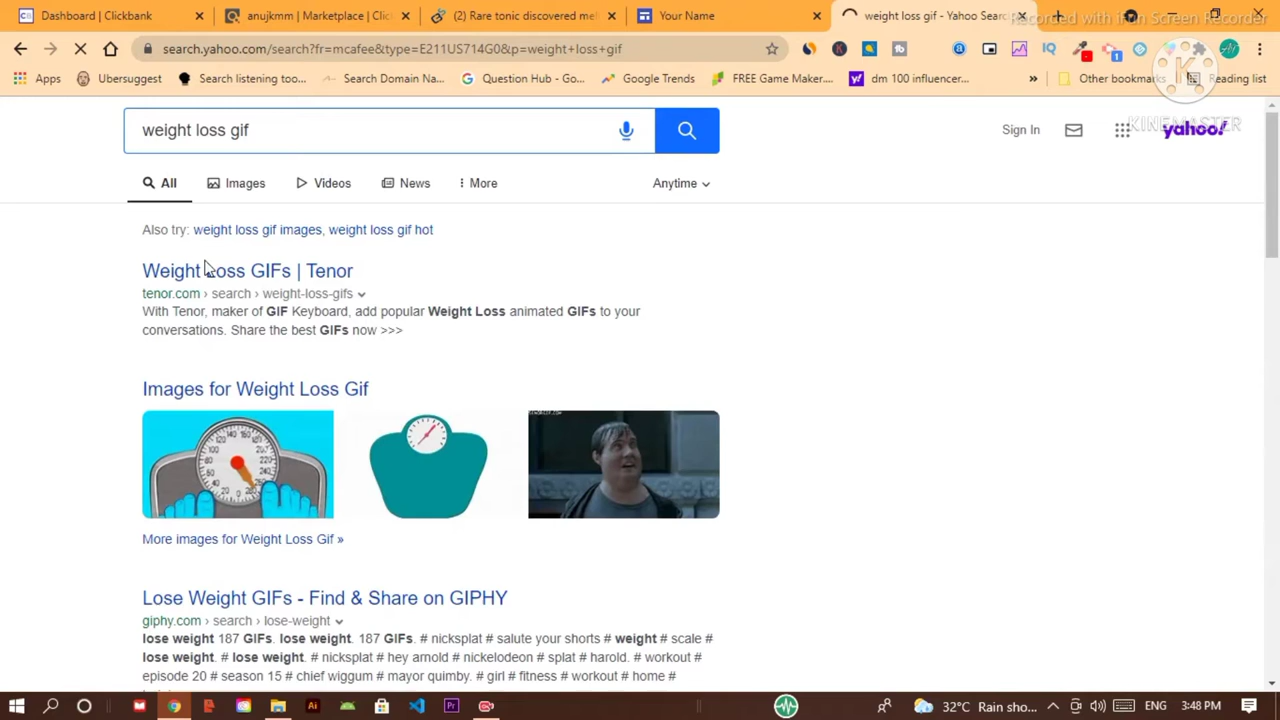 Dashboard | Clickbank
anujkmm | Marketplace | Clic
(2) Rare tonic discovered mel
Your Name
weight loss gif - Yahoo Search
Recorded with iFun Screen Recorder
search.yahoo.com/search?fr=mcafee&type=E211US714G0&p=weight+loss+gif
Apps
Ubersuggest
Search listening too...
Search Domain Na...
Question Hub - Go...
Google Trends
FREE Game Maker....
dm 100 influencer...
»
Other bookmarks
Reading list
KINEMASTER
weight loss gif
Sign In
yahoo!
All
Images
Videos
News
More
Anytime
Also try: weight loss gif images, weight loss gif hot
Weight Loss GIFs | Tenor
tenor.com › search › weight-loss-gifs
With Tenor, maker of GIF Keyboard, add popular Weight Loss animated GIFs to your
conversations. Share the best GIFs now >>>
Images for Weight Loss Gif
More images for Weight Loss Gif »
Lose Weight GIFs - Find & Share on GIPHY
giphy.com › search › lose-weight
lose weight 187 GIFs. lose weight. 187 GIFs. # nicksplat # salute your shorts # weight # scale #
lose weight. # lose weight. # nicksplat # hey arnold # nickelodeon # splat # harold. # workout #
episode 20 # season 15 # chief wiggum # mayor quimby. # girl # fitness # workout # home #
32°C Rain sho...
ENG
3:48 PM